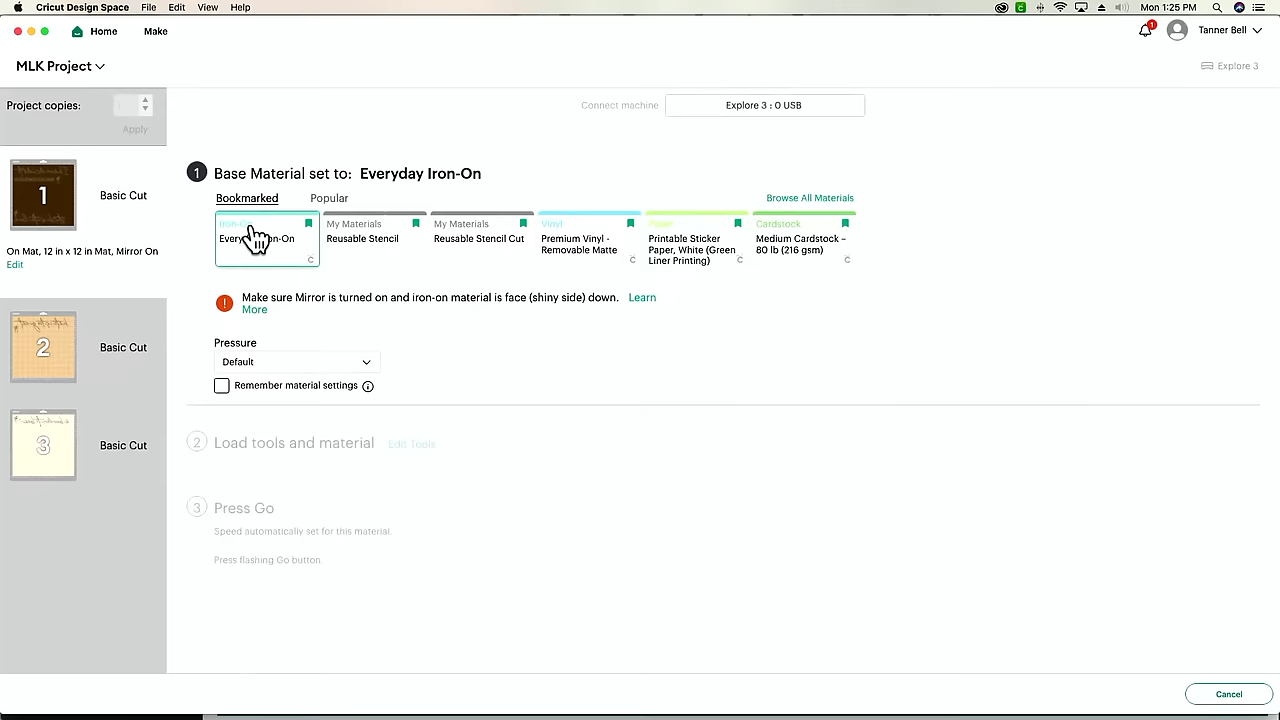 Cricut Design Space File Edit View Help Mon 1:25 PM
Home Make 1 Tanner Bell
MLK Project Explore 3
Project copies:
Apply
Connect machine Explore 3 : 0 USB
1 Basic Cut
On Mat, 12 in x 12 in Mat, Mirror On
Edit
2 Basic Cut
3 Basic Cut
1 Base Material set to: Everyday Iron-On
Bookmarked Popular Browse All Materials
My Materials
Reusable Stencil
My Materials
Reusable Stencil Cut
Vinyl
Premium Vinyl -
Removable Matte
C
Paper
Printable Sticker
Paper, White (Green
Liner Printing)
C
Cardstock
Medium Cardstock –
80 lb (216 gsm)
C
Make sure Mirror is turned on and iron-on material is face (shiny side) down. Learn
More
Pressure
Default
Remember material settings
2 Load tools and material Edit Tools
3 Press Go
Speed automatically set for this material.
Press flashing Go button.
Cancel